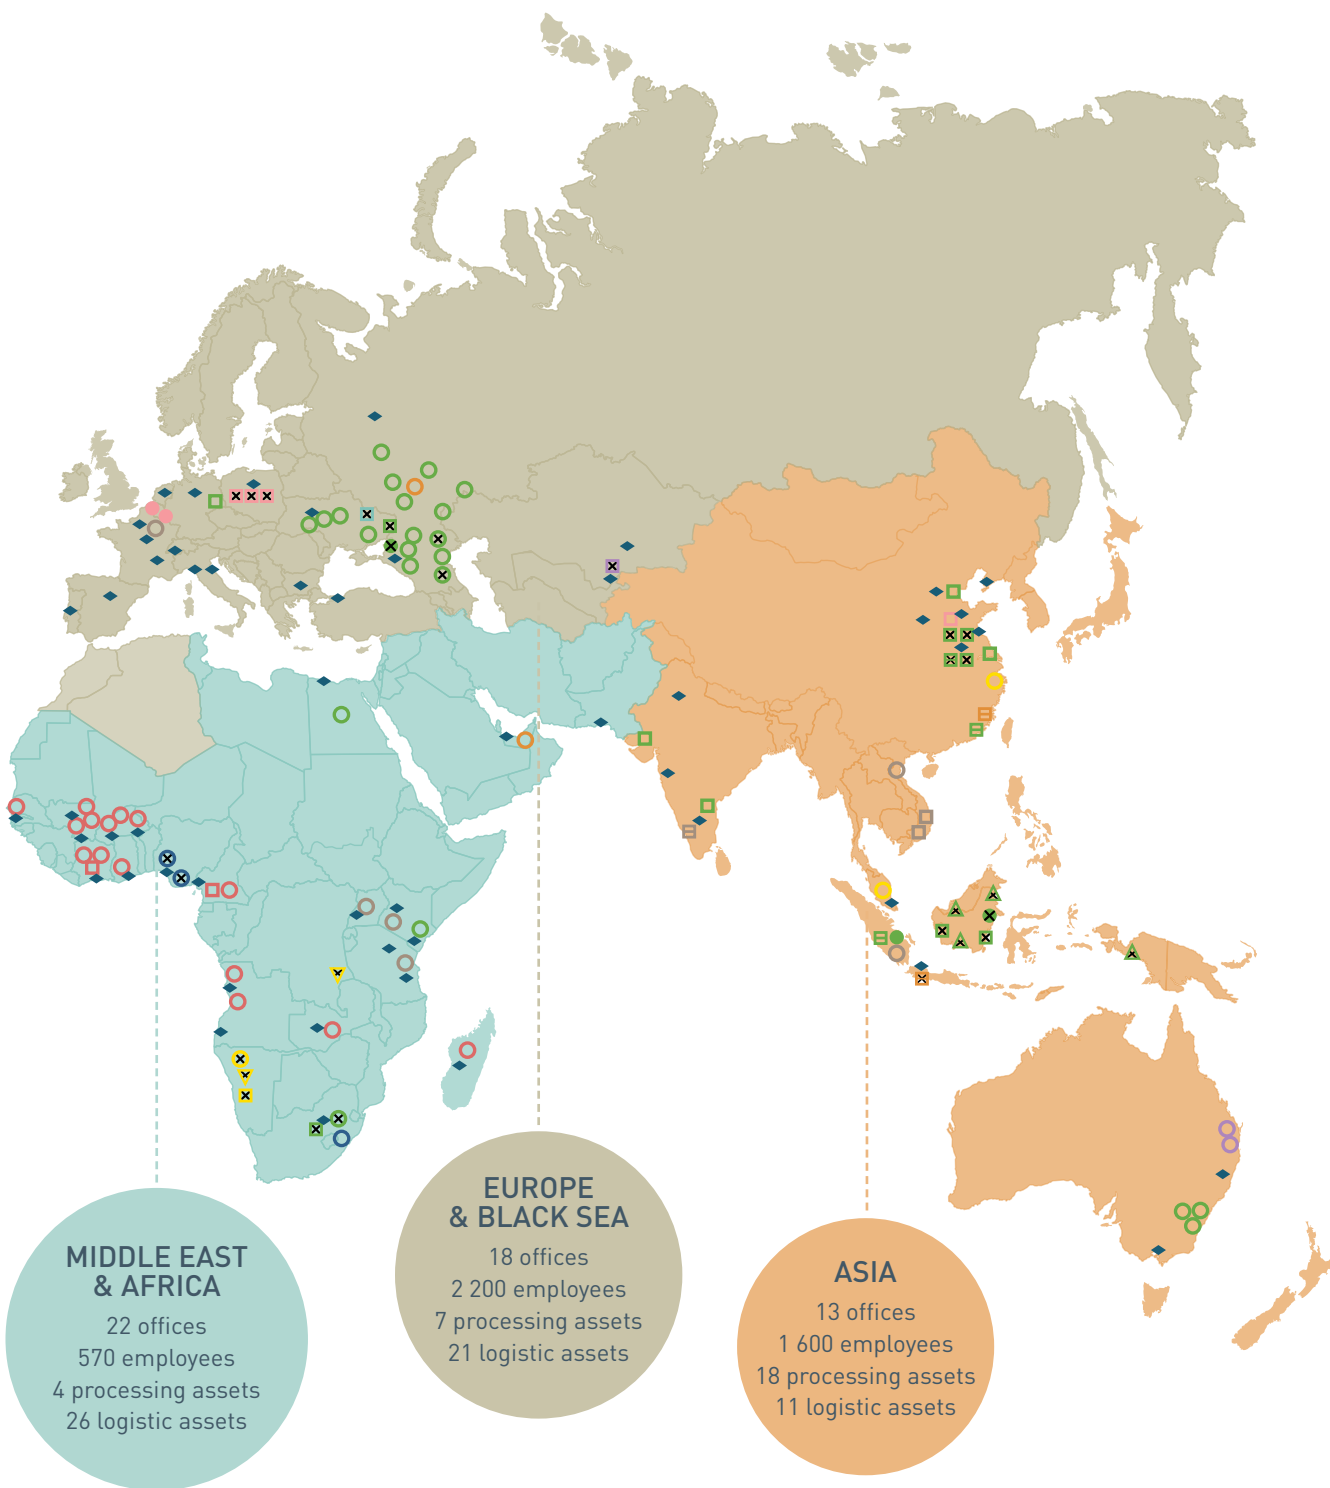 EUROPE
& BLACK SEA
18 offices
2 200 employees
7 processing assets
21 logistic assets
MIDDLE EAST
& AFRICA
22 offices
570 employees
4 processing assets
26 logistic assets
ASIA
13 offices
1 600 employees
18 processing assets
11 logistic assets